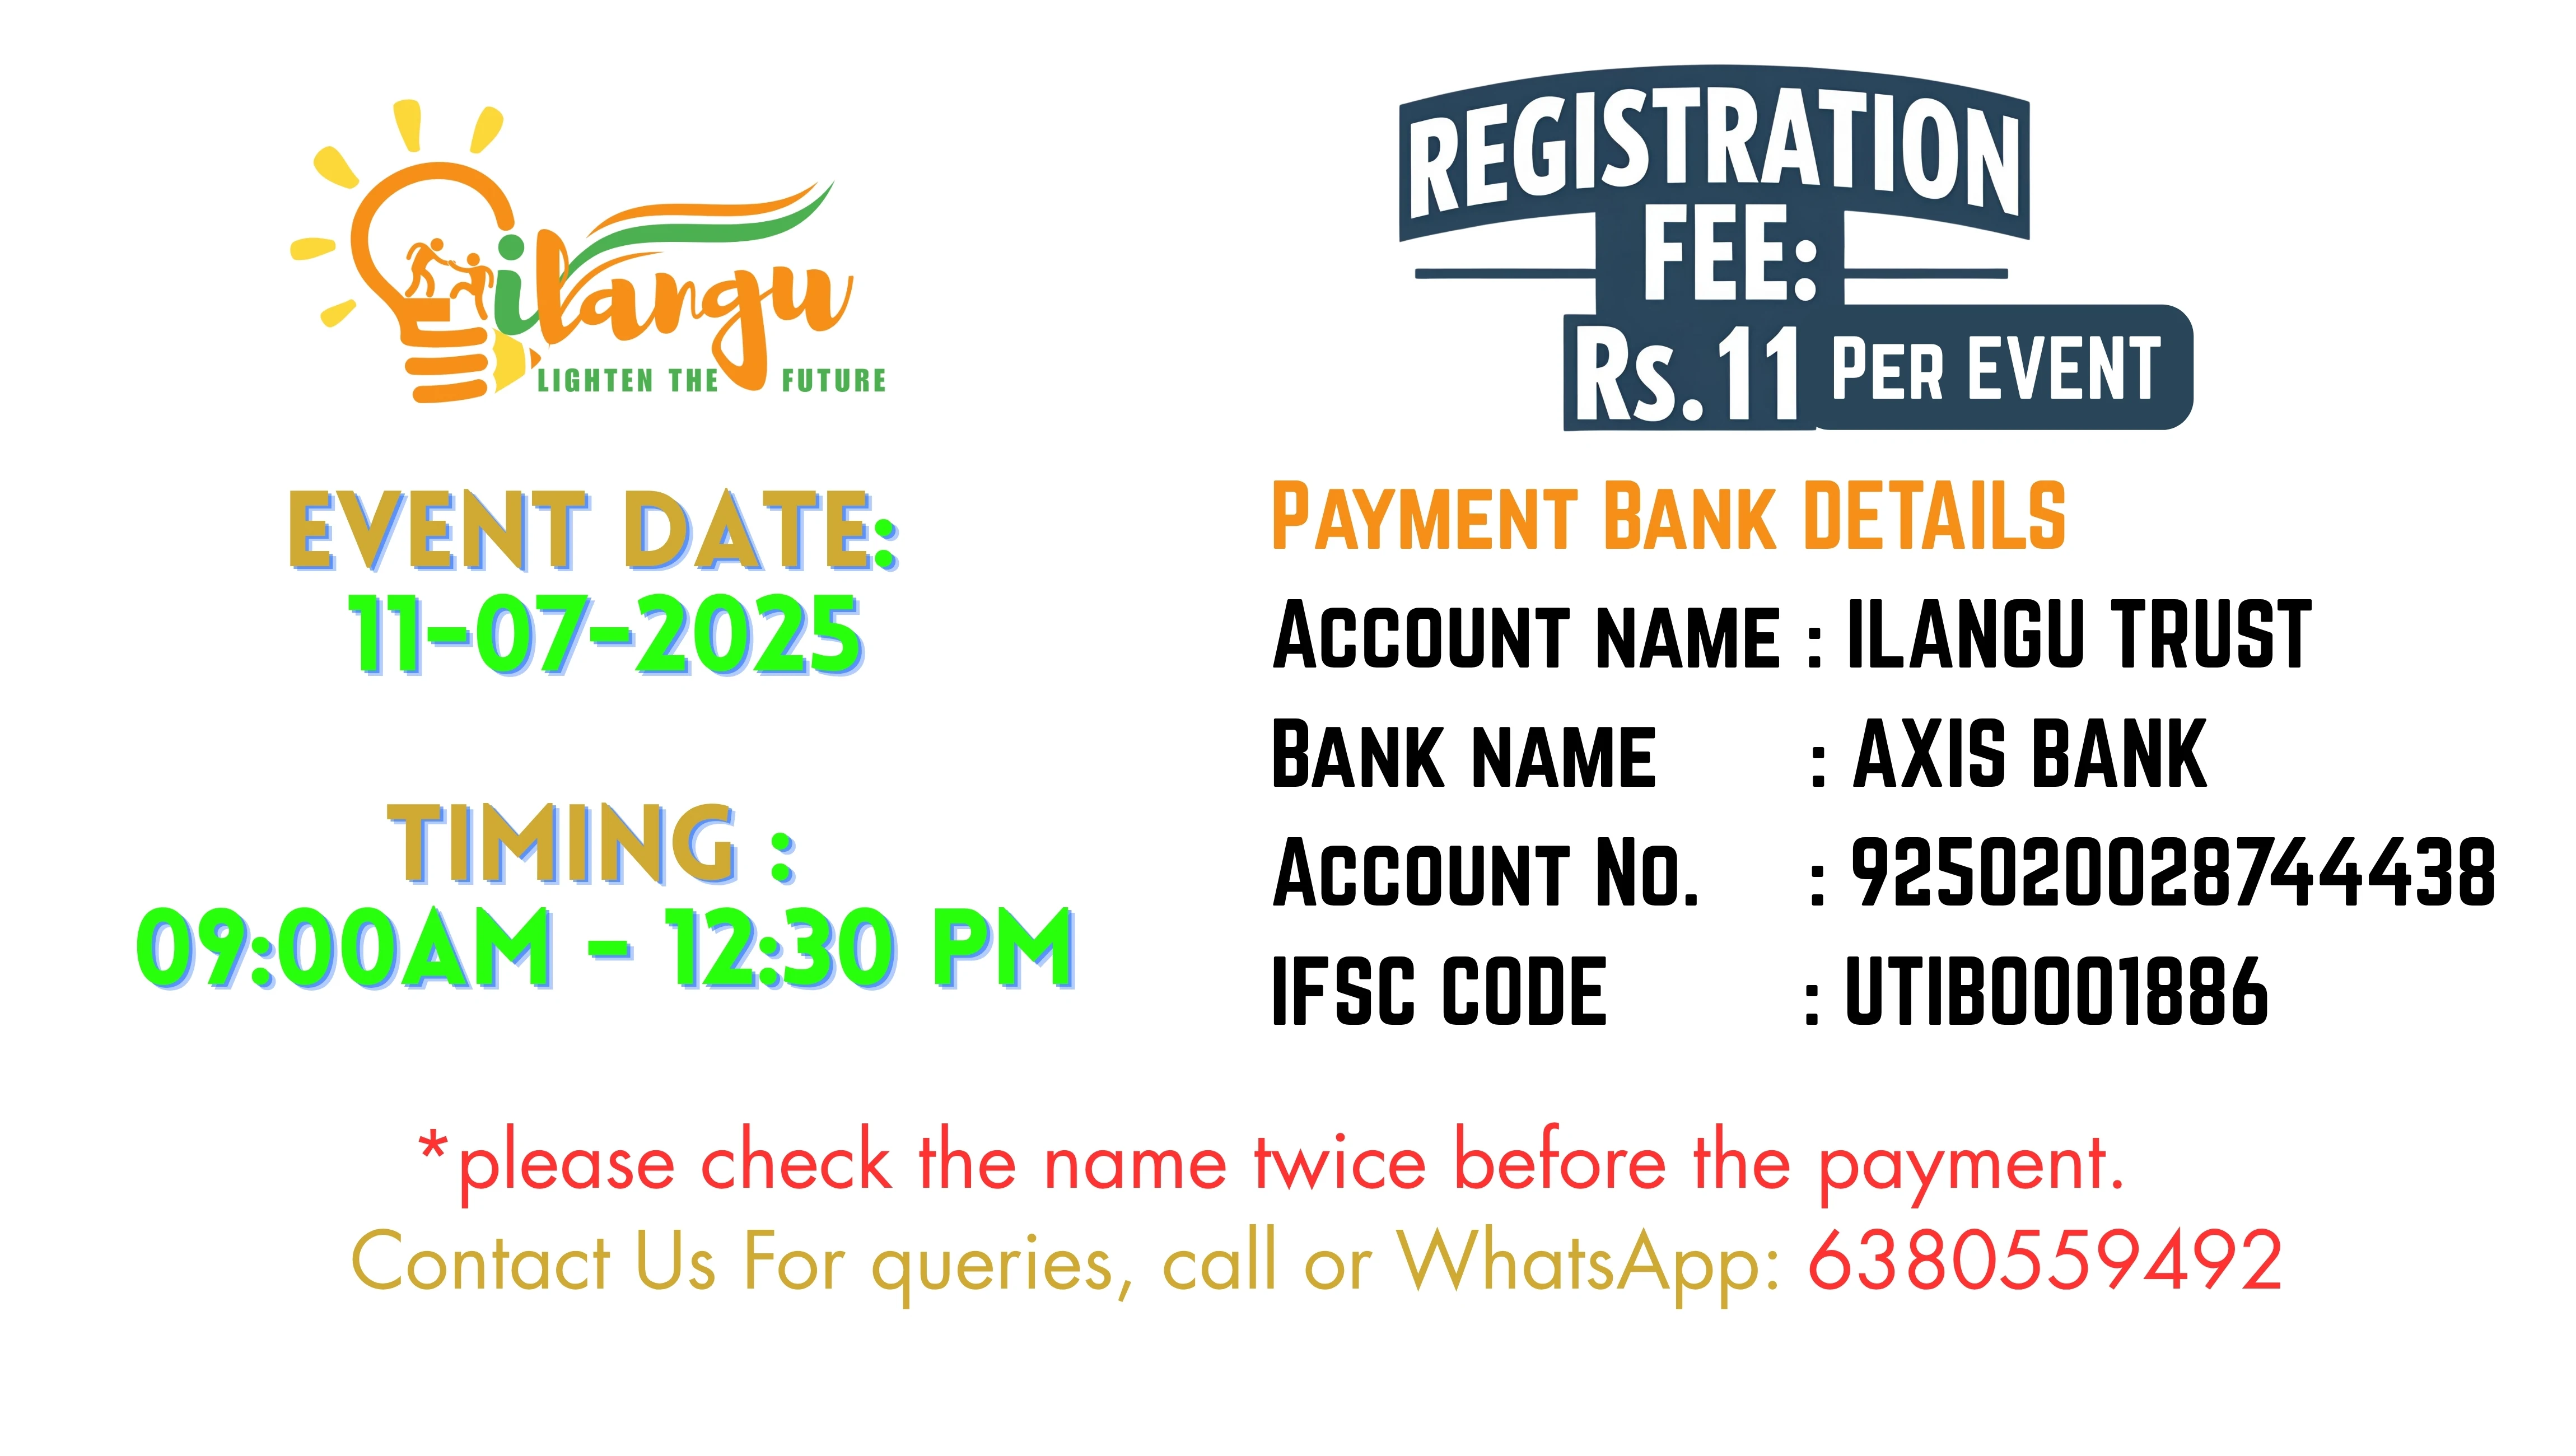 ilangu
LIGHTEN THE FUTURE
EVENT DATE:
11-07-2025
TIMING :
09:00AM - 12:30 PM
REGISTRATION
FEE:
Rs.11 PER EVENT
PAYMENT BANK DETAILS
ACCOUNT NAME : ILANGU TRUST
BANK NAME : AXIS BANK
ACCOUNT NO. : 925020028744438
IFSC CODE : UTIB0001886
*please check the name twice before the payment.
Contact Us For queries, call or WhatsApp: 6380559492